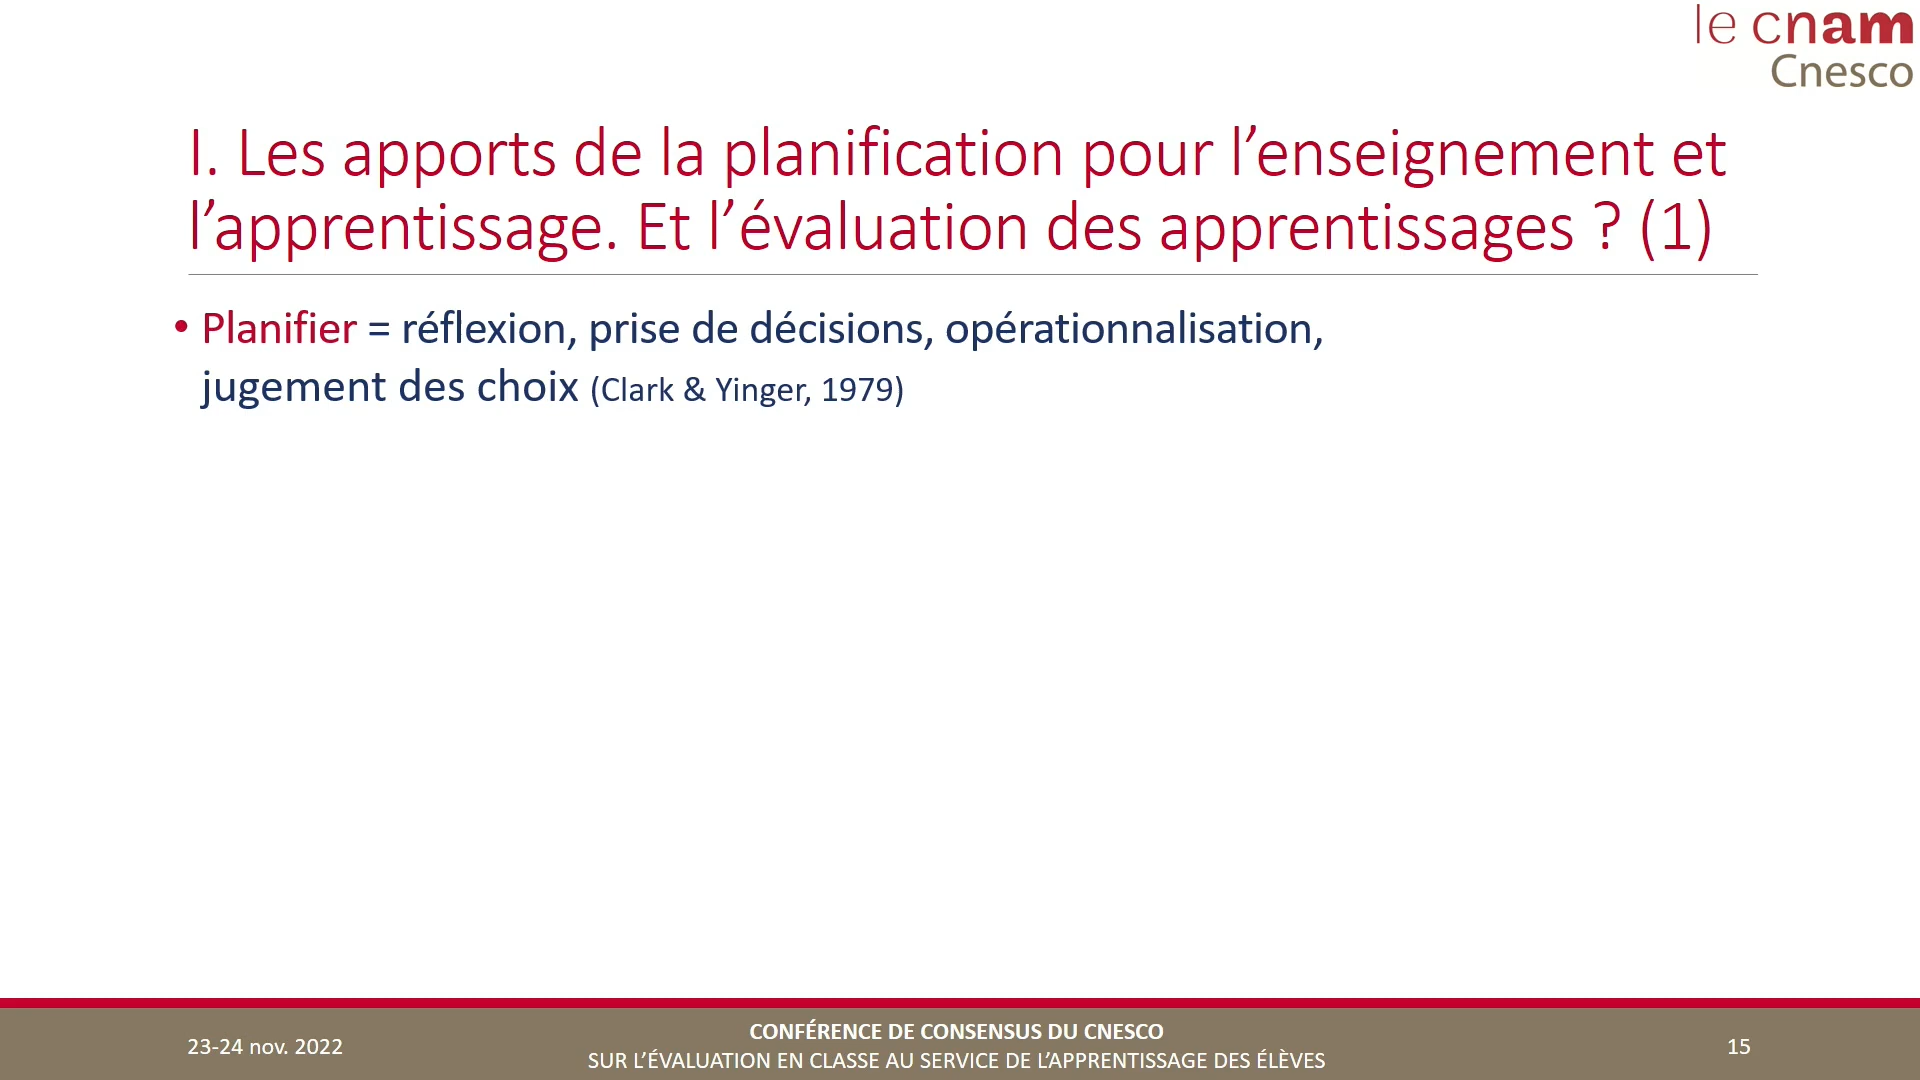 le cnam
Cnesco
I. Les apports de la planification pour l’enseignement et
l’apprentissage. Et l’évaluation des apprentissages ? (1)
• Planifier = réflexion, prise de décisions, opérationnalisation,
jugement des choix (Clark & Yinger, 1979)
23-24 nov. 2022
CONFÉRENCE DE CONSENSUS DU CNESCO
SUR L’ÉVALUATION EN CLASSE AU SERVICE DE L’APPRENTISSAGE DES ÉLÈVES
15